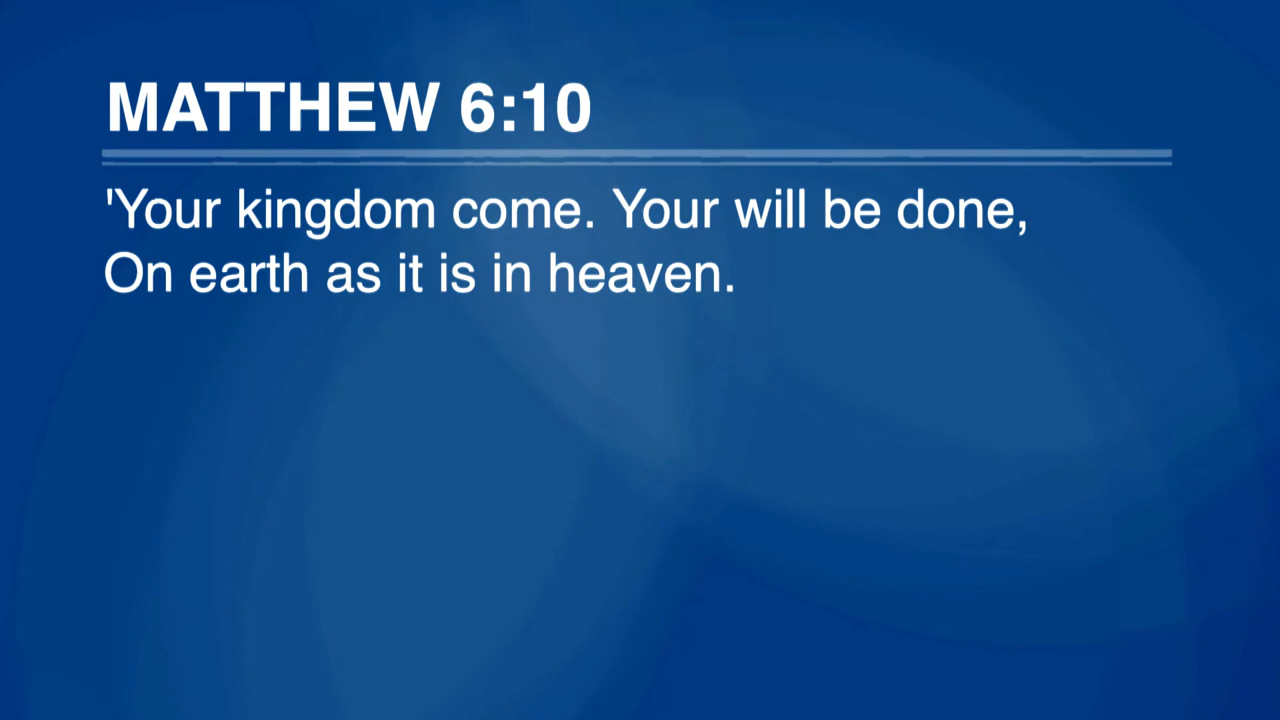 MATTHEW 6:10
'Your kingdom come. Your will be done,
On earth as it is in heaven.